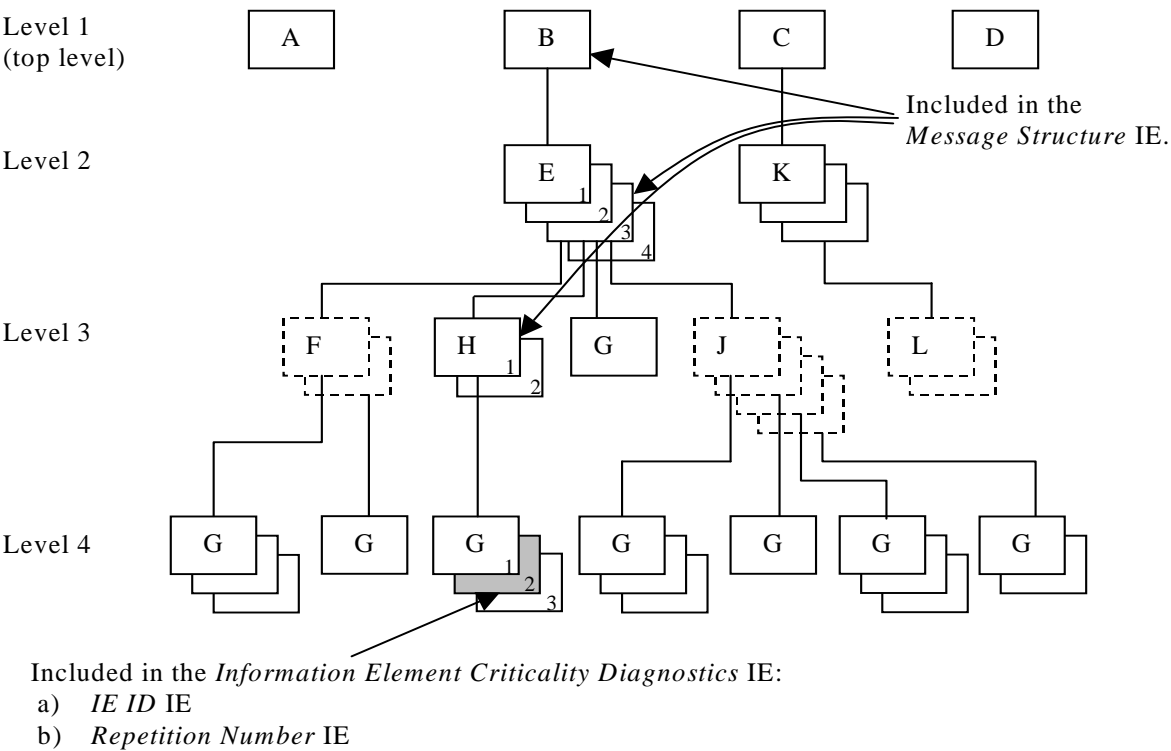 Level 1
(top level)
A
B
C
D
Included in the
Message Structure IE.
Level 2
E
1
2
3
4
K
Level 3
F
H
1
2
G
J
L
Level 4
G
G
G
1
2
3
G
G
G
G
Included in the Information Element Criticality Diagnostics IE:
a) IE ID IE
b) Repetition Number IE